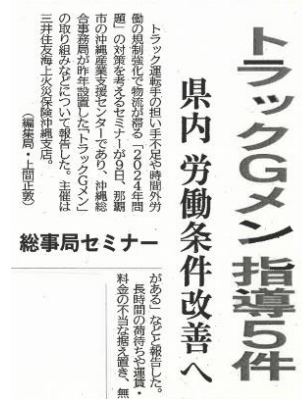 トラックGメン 指導5件
県内 労働条件改善へ
総事局セミナー
トラック運転手の担い手不足や時間外労
働の規制強化で物流が滞る「2024年問
題」の対策を考えるセミナーが9日、那覇
市の沖縄産業支援センターであり、沖縄総
合事務局が昨年設置した「トラックGメン」
の取り組みなどについて報告した。主催は
三井住友海上火災保険沖縄支店。
(編集局・上間正敦)
がある」などと報告した。
長時間の荷待ちや運賃・
料金の不当な据え置き、無